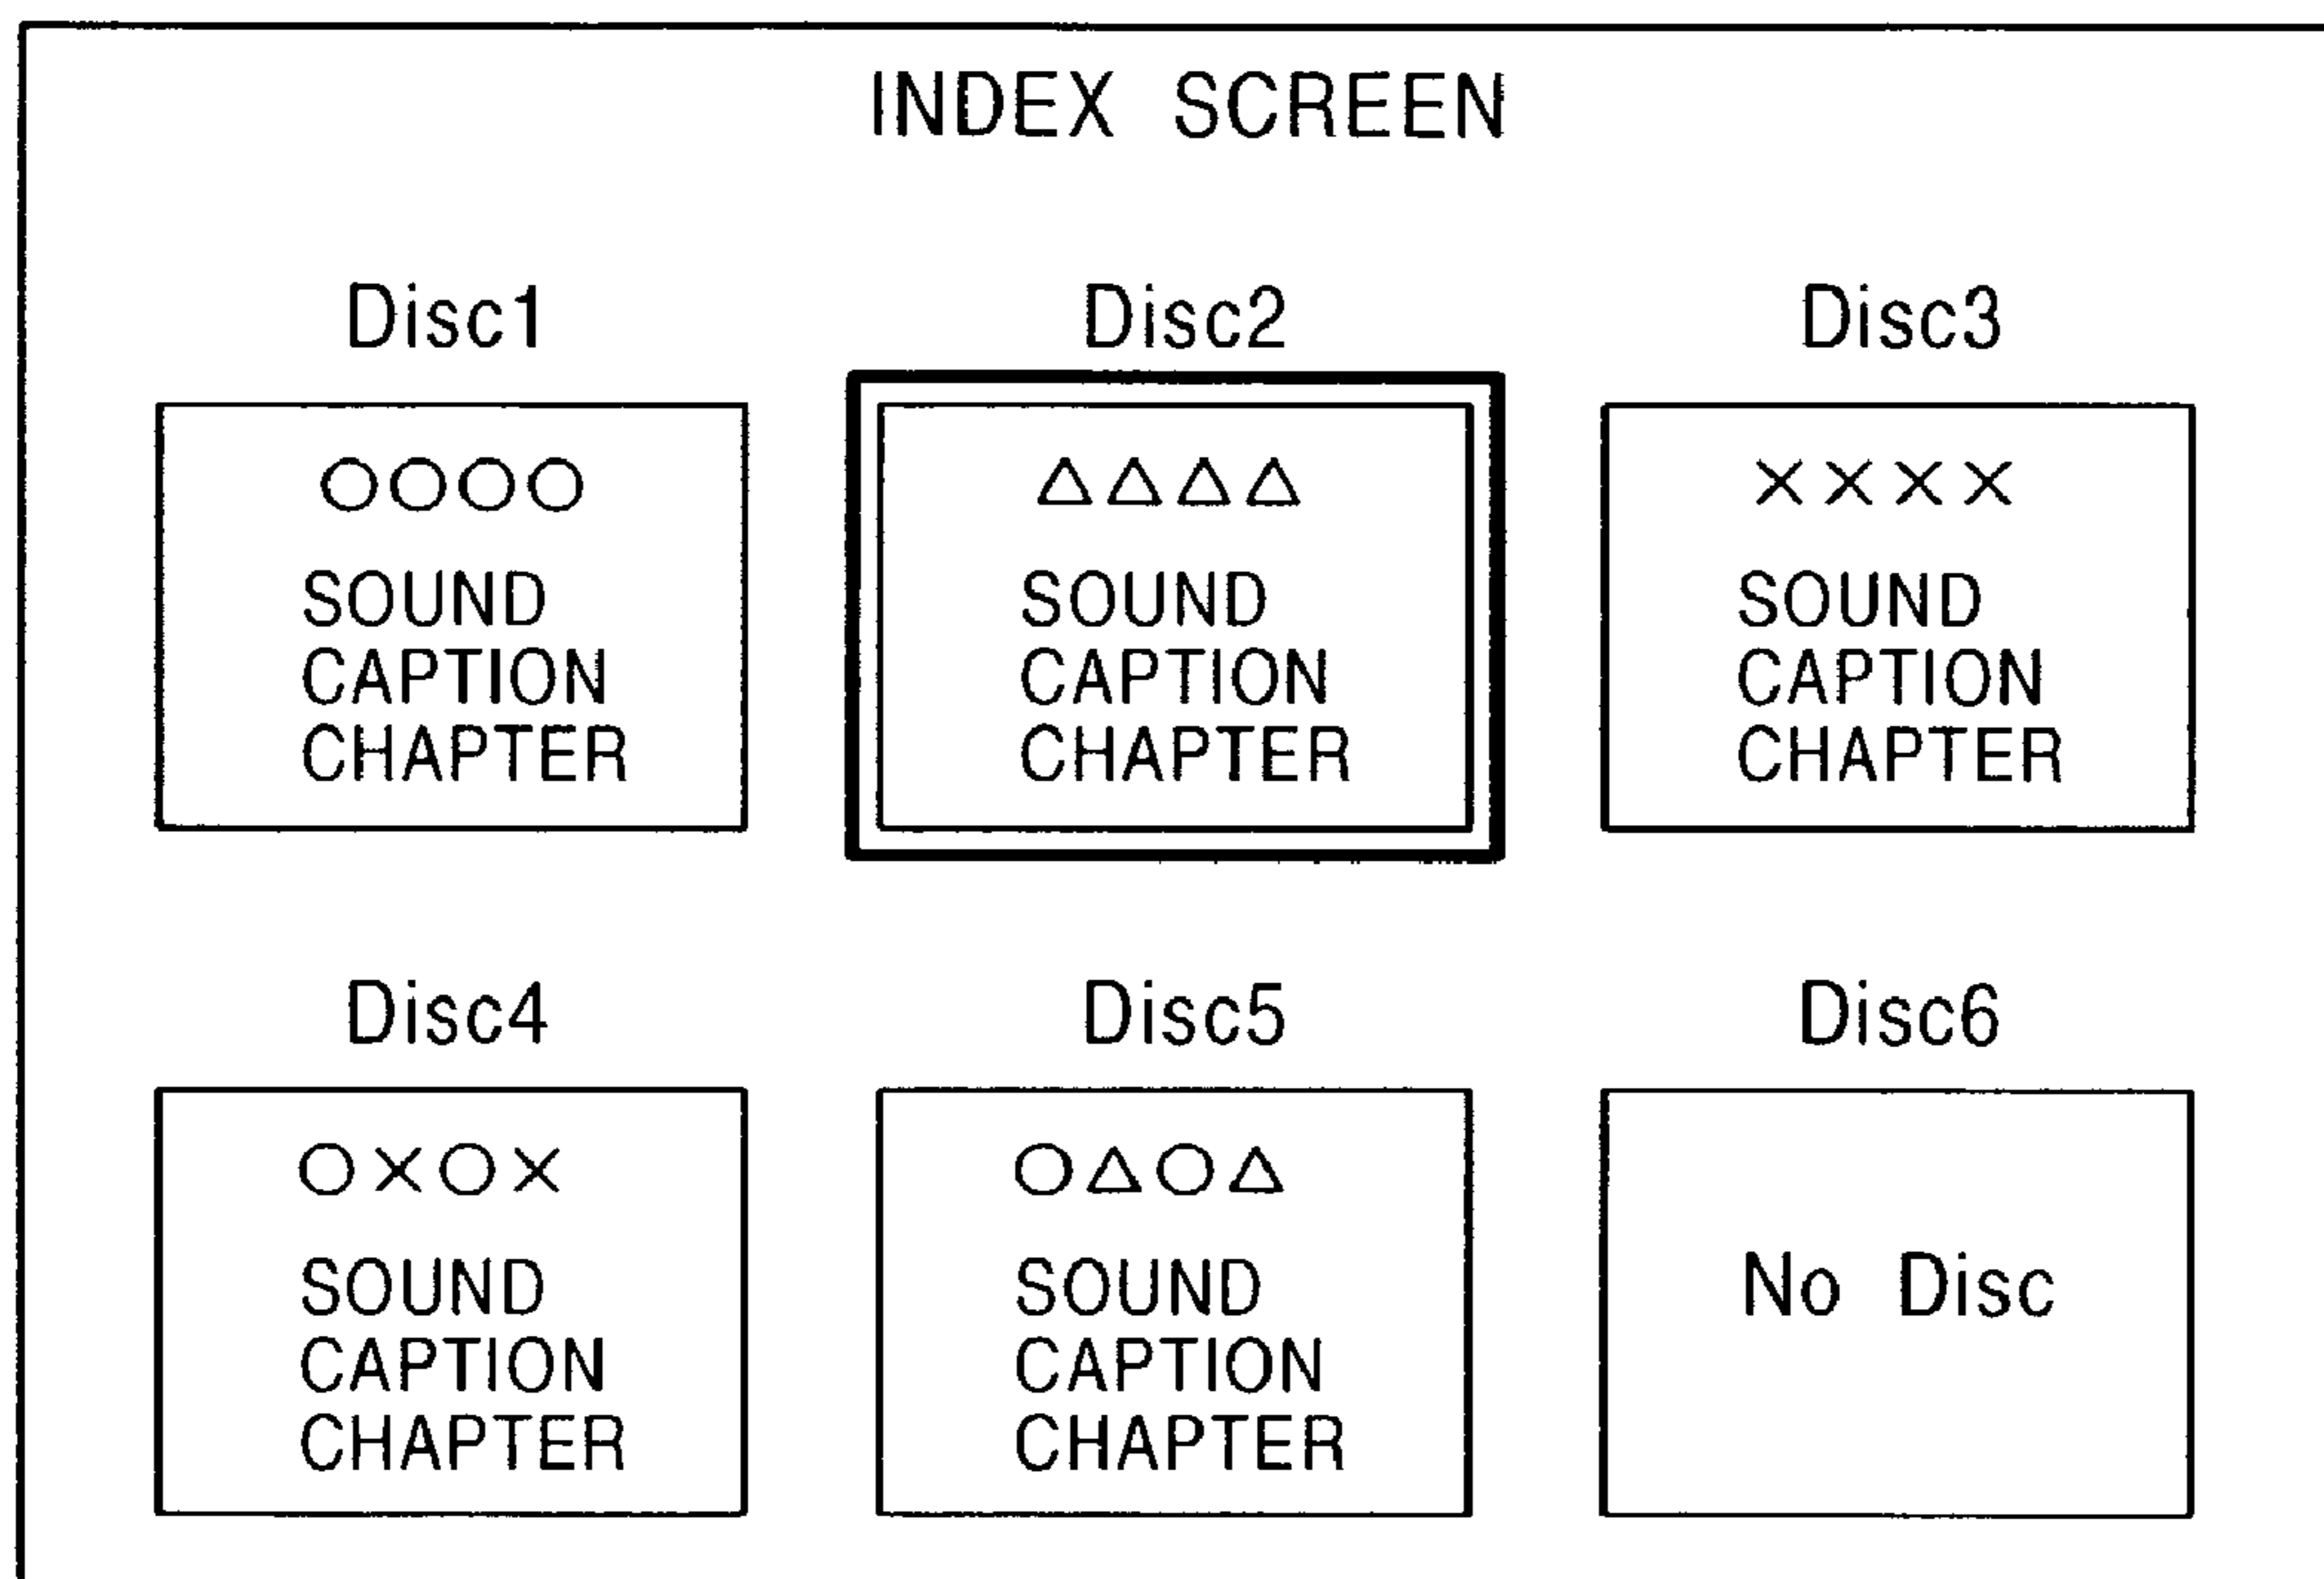 INDEX SCREEN
Disc1
○○○○
SOUND
CAPTION
CHAPTER
Disc2
△△△△
SOUND
CAPTION
CHAPTER
Disc3
××××
SOUND
CAPTION
CHAPTER
Disc4
○×○×
SOUND
CAPTION
CHAPTER
Disc5
○△○△
SOUND
CAPTION
CHAPTER
Disc6
No Disc